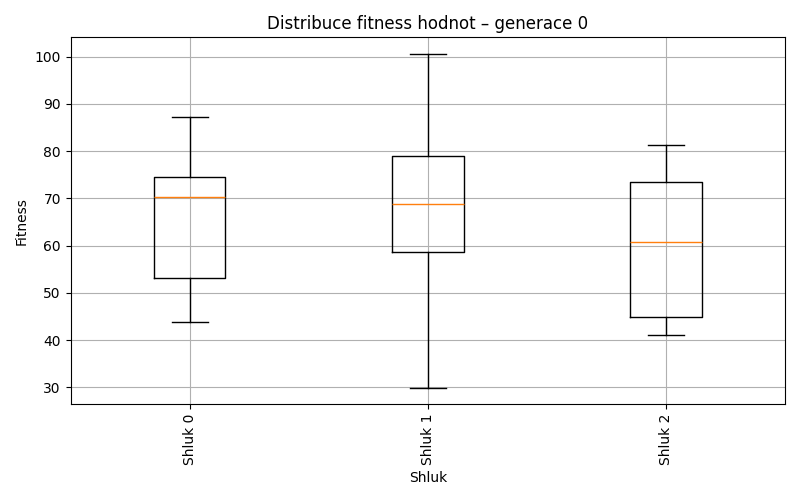 Distribuce fitness hodnot – generace 0
Fitness
100
90
80
70
60
50
40
30
Shluk 0
Shluk 1
Shluk 2
Shluk